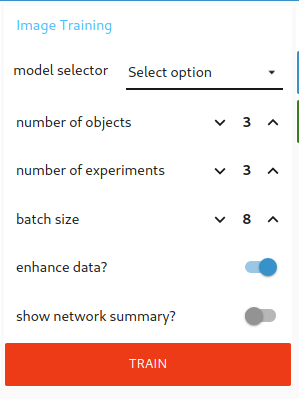 Image Training
model selector Select option
number of objects 3
number of experiments 3
batch size 8
enhance data?
show network summary?
TRAIN